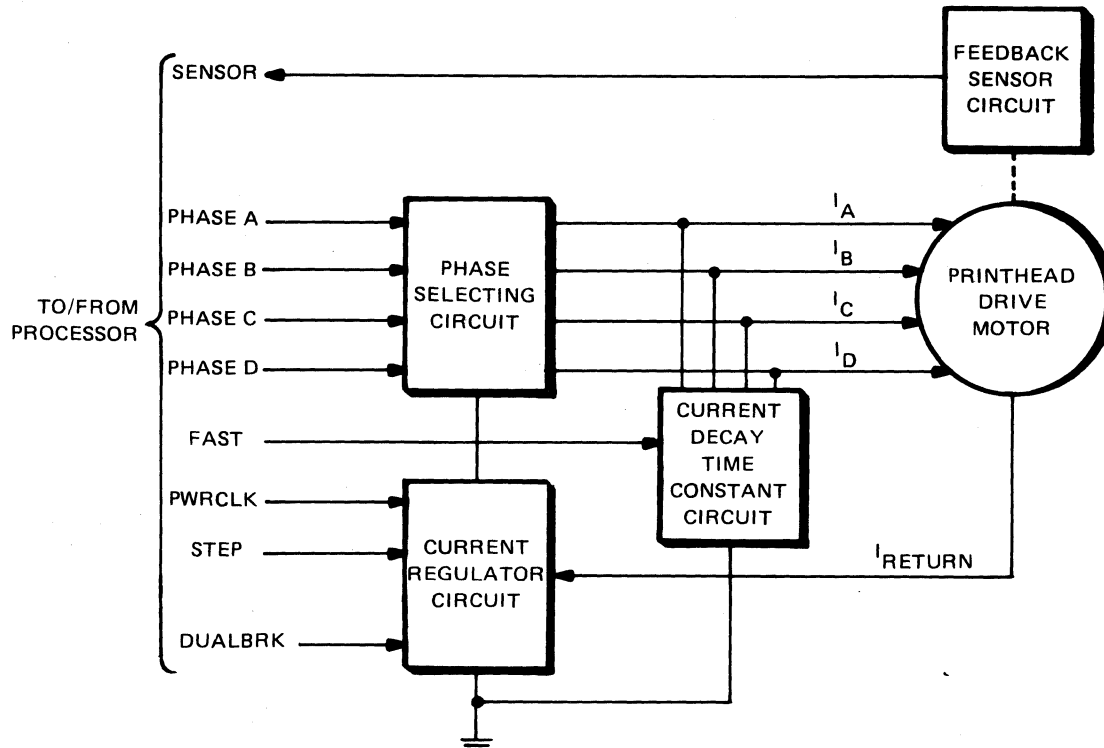 FEEDBACK
SENSOR
CIRCUIT
SENSOR
PHASE A
PHASE B
PHASE C
PHASE D
TO/FROM
PROCESSOR
PHASE
SELECTING
CIRCUIT
I A
I B
I C
I D
PRINTHEAD
DRIVE
MOTOR
FAST
CURRENT
DECAY
TIME
CONSTANT
CIRCUIT
PWRCLK
STEP
DUALBRK
CURRENT
REGULATOR
CIRCUIT
I RETURN